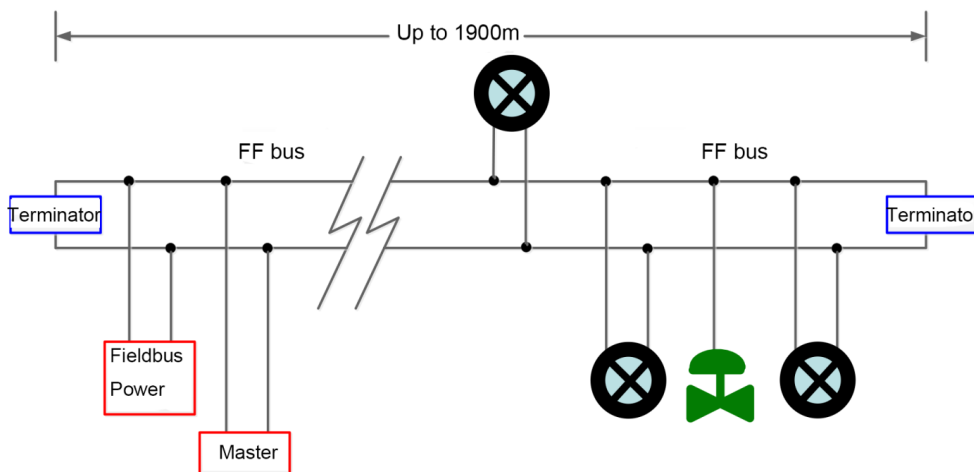 Up to 1900m
FF bus
FF bus
Terminator
Terminato
Fieldbus
Power
Master